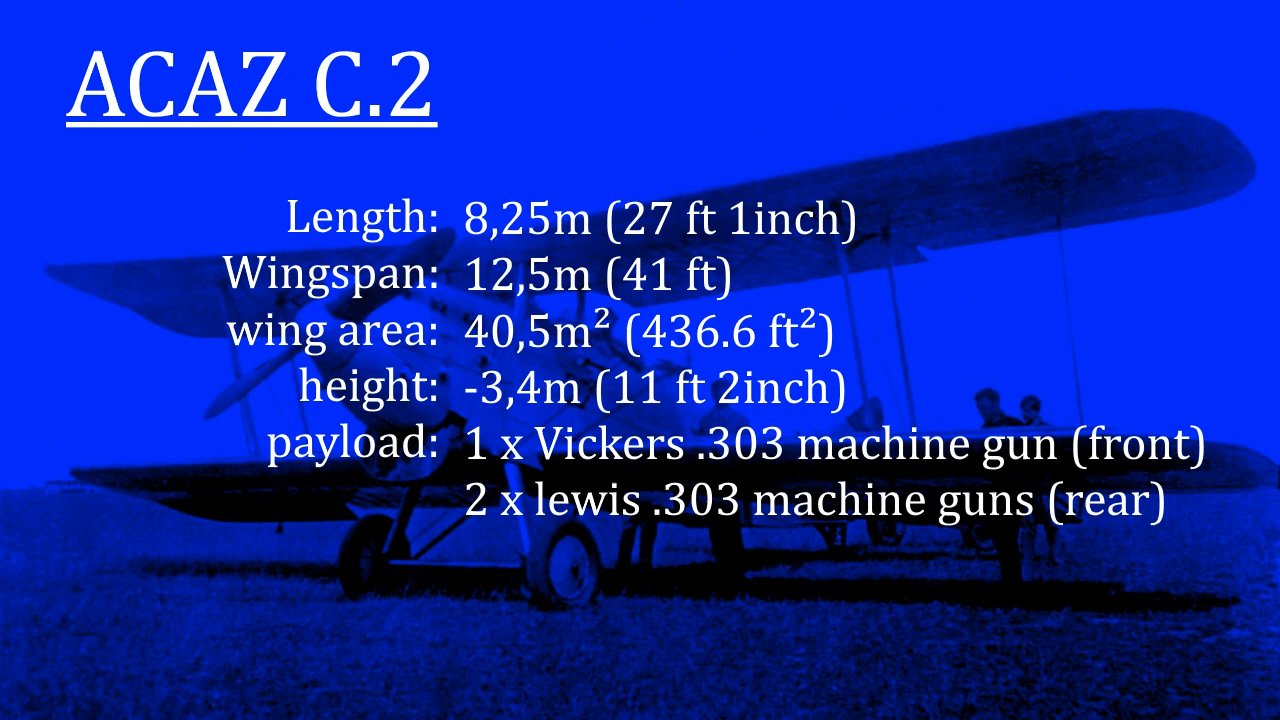 ACAZ C.2
Length: 8,25m (27 ft 1inch)
Wingspan: 12,5m (41 ft)
wing area: 40,5m² (436.6 ft²)
height: -3,4m (11 ft 2inch)
payload: 1 x Vickers .303 machine gun (front)
2 x lewis .303 machine guns (rear)